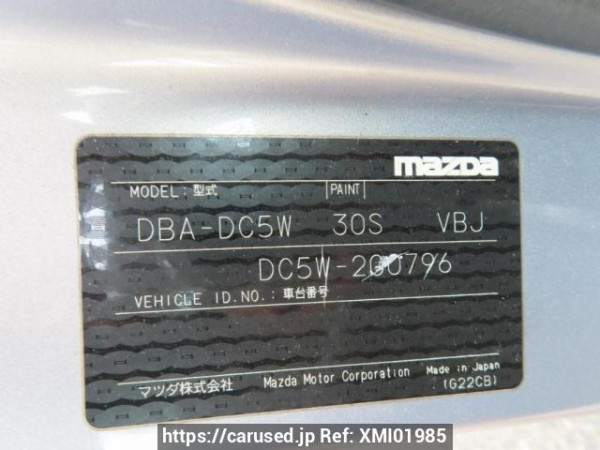 mazda
MODEL: 型式 PAINT
DBA-DC5W 30S VBJ
DC5W-200796
VEHICLE ID.NO.: 車台番号
マツダ株式会社 Mazda Motor Corporation Made in Japan
(G22CB)
https://carused.jp Ref: XMI01985